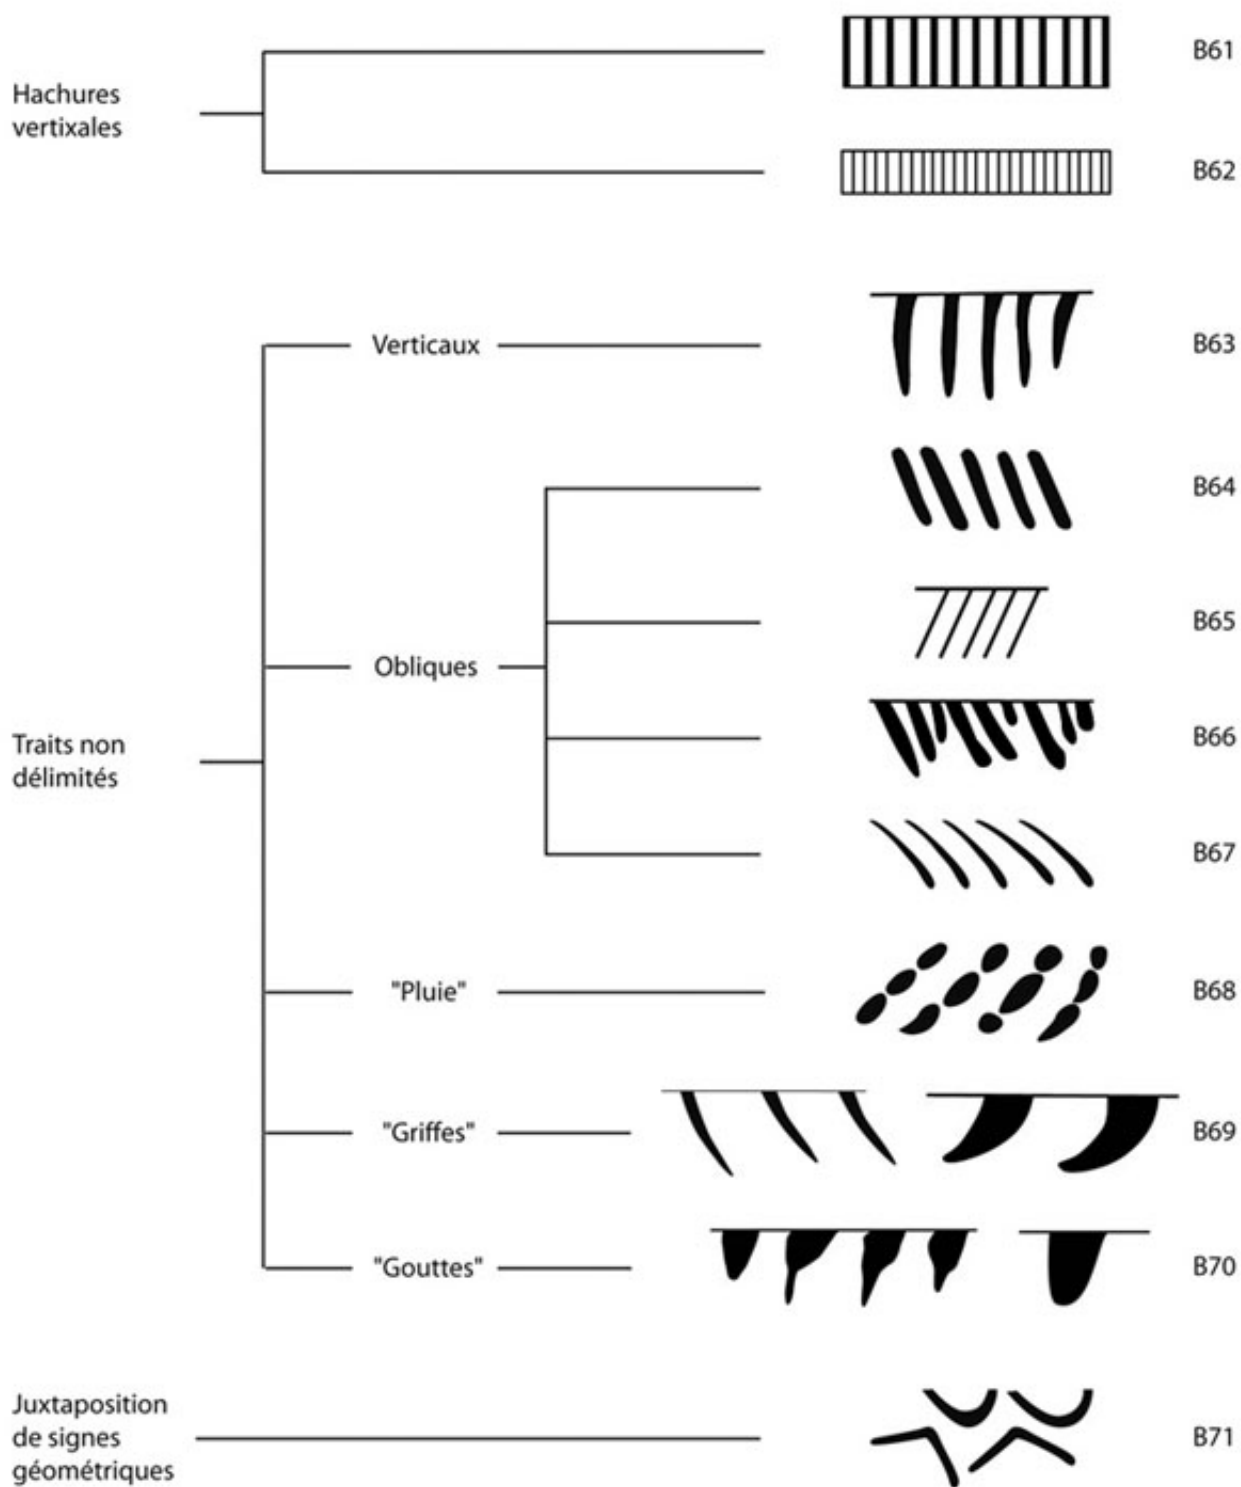 B61
Hachures
vertixales
B62
Verticaux
B63
B64
B65
Obliques
B66
Traits non
délimités
B67
"Pluie"
B68
"Griffes"
B69
"Gouttes"
B70
Juxtaposition
de signes
géométriques
B71